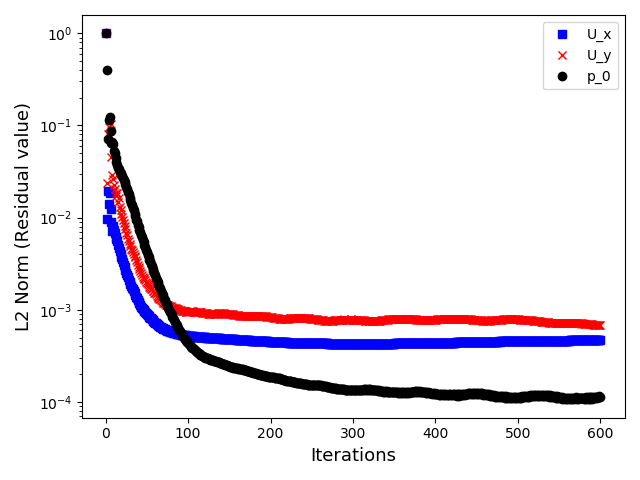 U_x
U_y
p_0
10⁰
10⁻¹
10⁻²
10⁻³
10⁻⁴
L2 Norm (Residual value)
0 100 200 300 400 500 600
Iterations